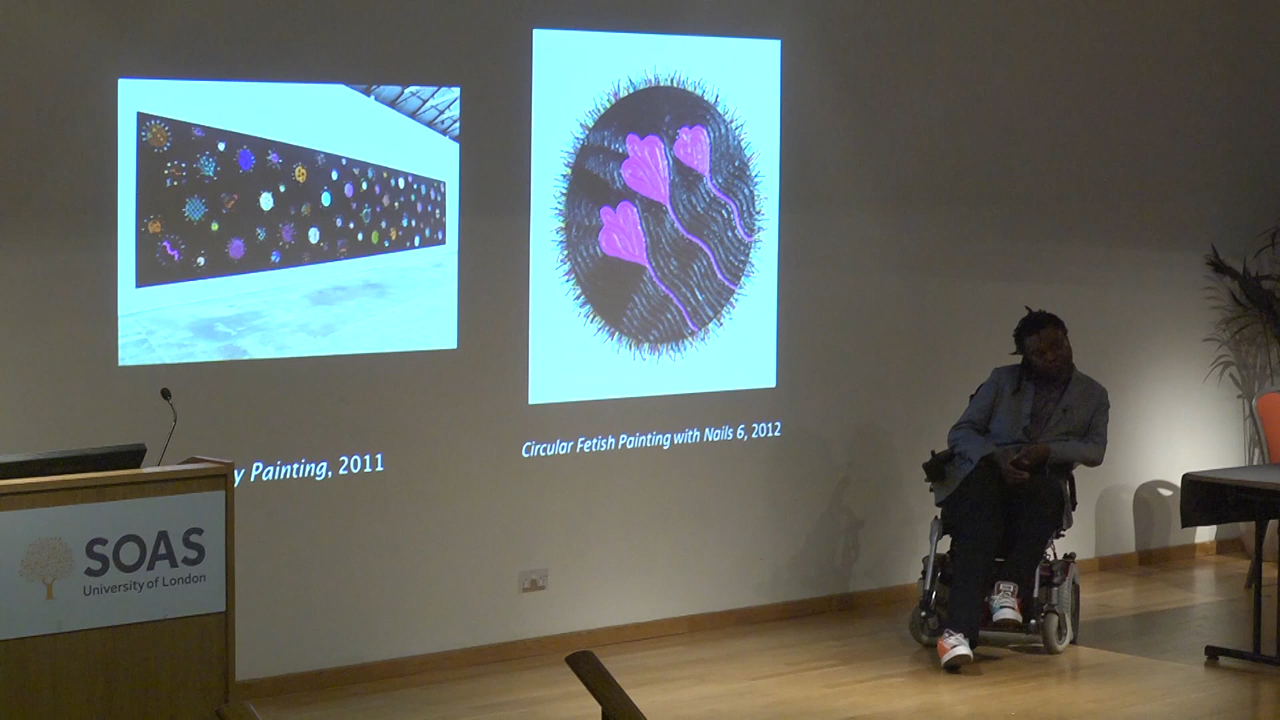 y Painting, 2011
Circular Fetish Painting with Nails 6, 2012
SOAS
University of London